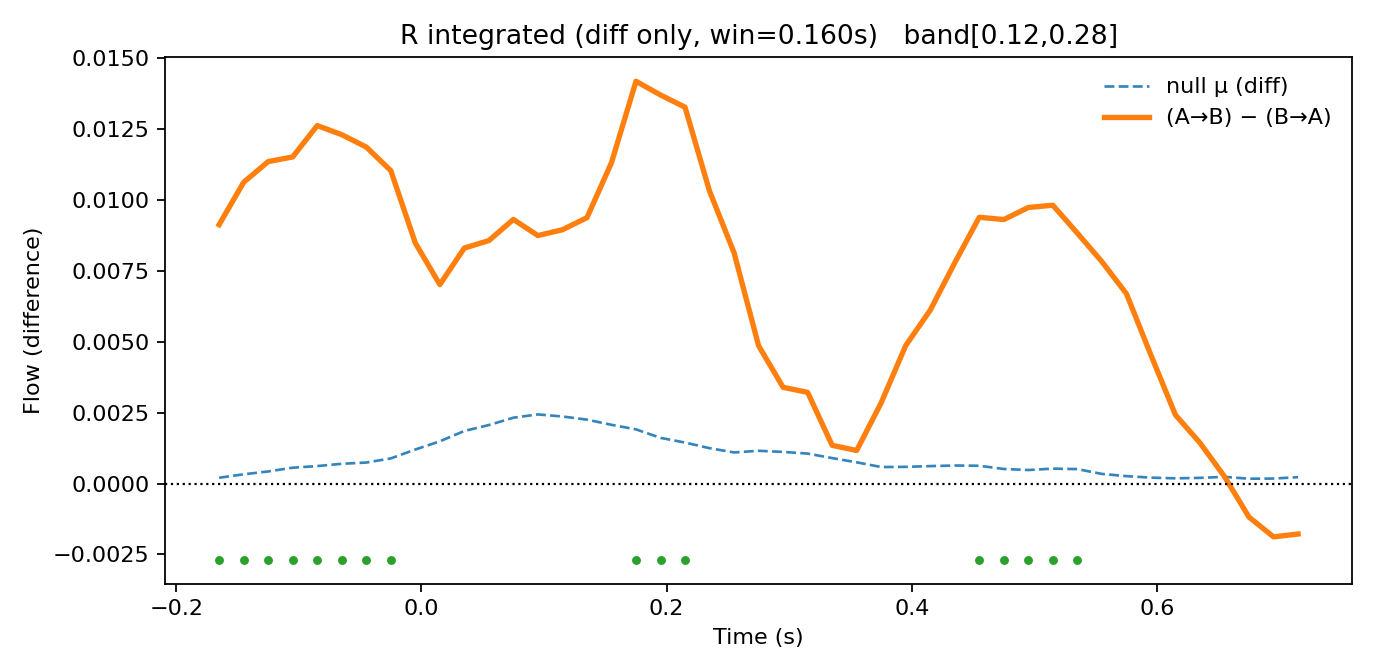 R integrated (diff only, win=0.160s)   band[0.12,0.28]
null μ (diff)
(A→B) − (B→A)
Flow (difference)
0.0150
0.0125
0.0100
0.0075
0.0050
0.0025
0.0000
−0.0025
−0.2
0.0
0.2
0.4
0.6
Time (s)